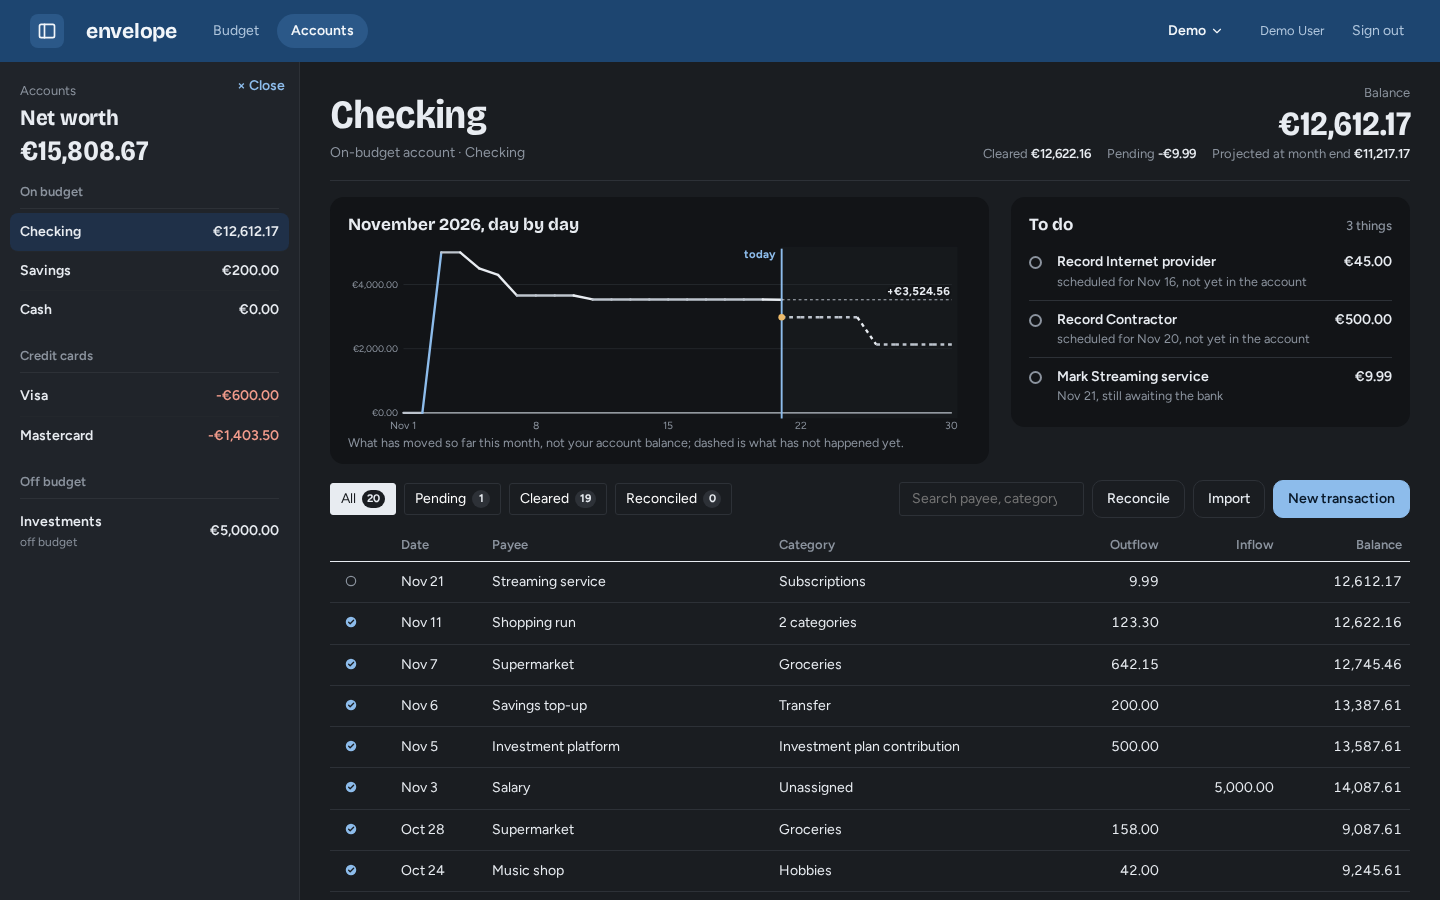 envelope
Budget
Accounts
Demo
Demo User
Sign out
Accounts
× Close
Net worth
€15,808.67
On budget
Checking €12,612.17
Savings €200.00
Cash €0.00
Credit cards
Visa -€600.00
Mastercard -€1,403.50
Off budget
Investments €5,000.00
off budget
Checking
On-budget account · Checking
Balance
€12,612.17
Cleared €12,622.16 Pending -€9.99 Projected at month end €11,217.17
November 2026, day by day
today
€4,000.00
+€3,524.56
€2,000.00
€0.00
Nov 1 8 15 22 30
What has moved so far this month, not your account balance; dashed is what has not happened yet.
To do 3 things
Record Internet provider €45.00
scheduled for Nov 16, not yet in the account
Record Contractor €500.00
scheduled for Nov 20, not yet in the account
Mark Streaming service €9.99
Nov 21, still awaiting the bank
All 20 Pending 1 Cleared 19 Reconciled 0
Search payee, category
Reconcile
Import
New transaction
Date Payee Category Outflow Inflow Balance
Nov 21 Streaming service Subscriptions 9.99 12,612.17
Nov 11 Shopping run 2 categories 123.30 12,622.16
Nov 7 Supermarket Groceries 642.15 12,745.46
Nov 6 Savings top-up Transfer 200.00 13,387.61
Nov 5 Investment platform Investment plan contribution 500.00 13,587.61
Nov 3 Salary Unassigned 5,000.00 14,087.61
Oct 28 Supermarket Groceries 158.00 9,087.61
Oct 24 Music shop Hobbies 42.00 9,245.61